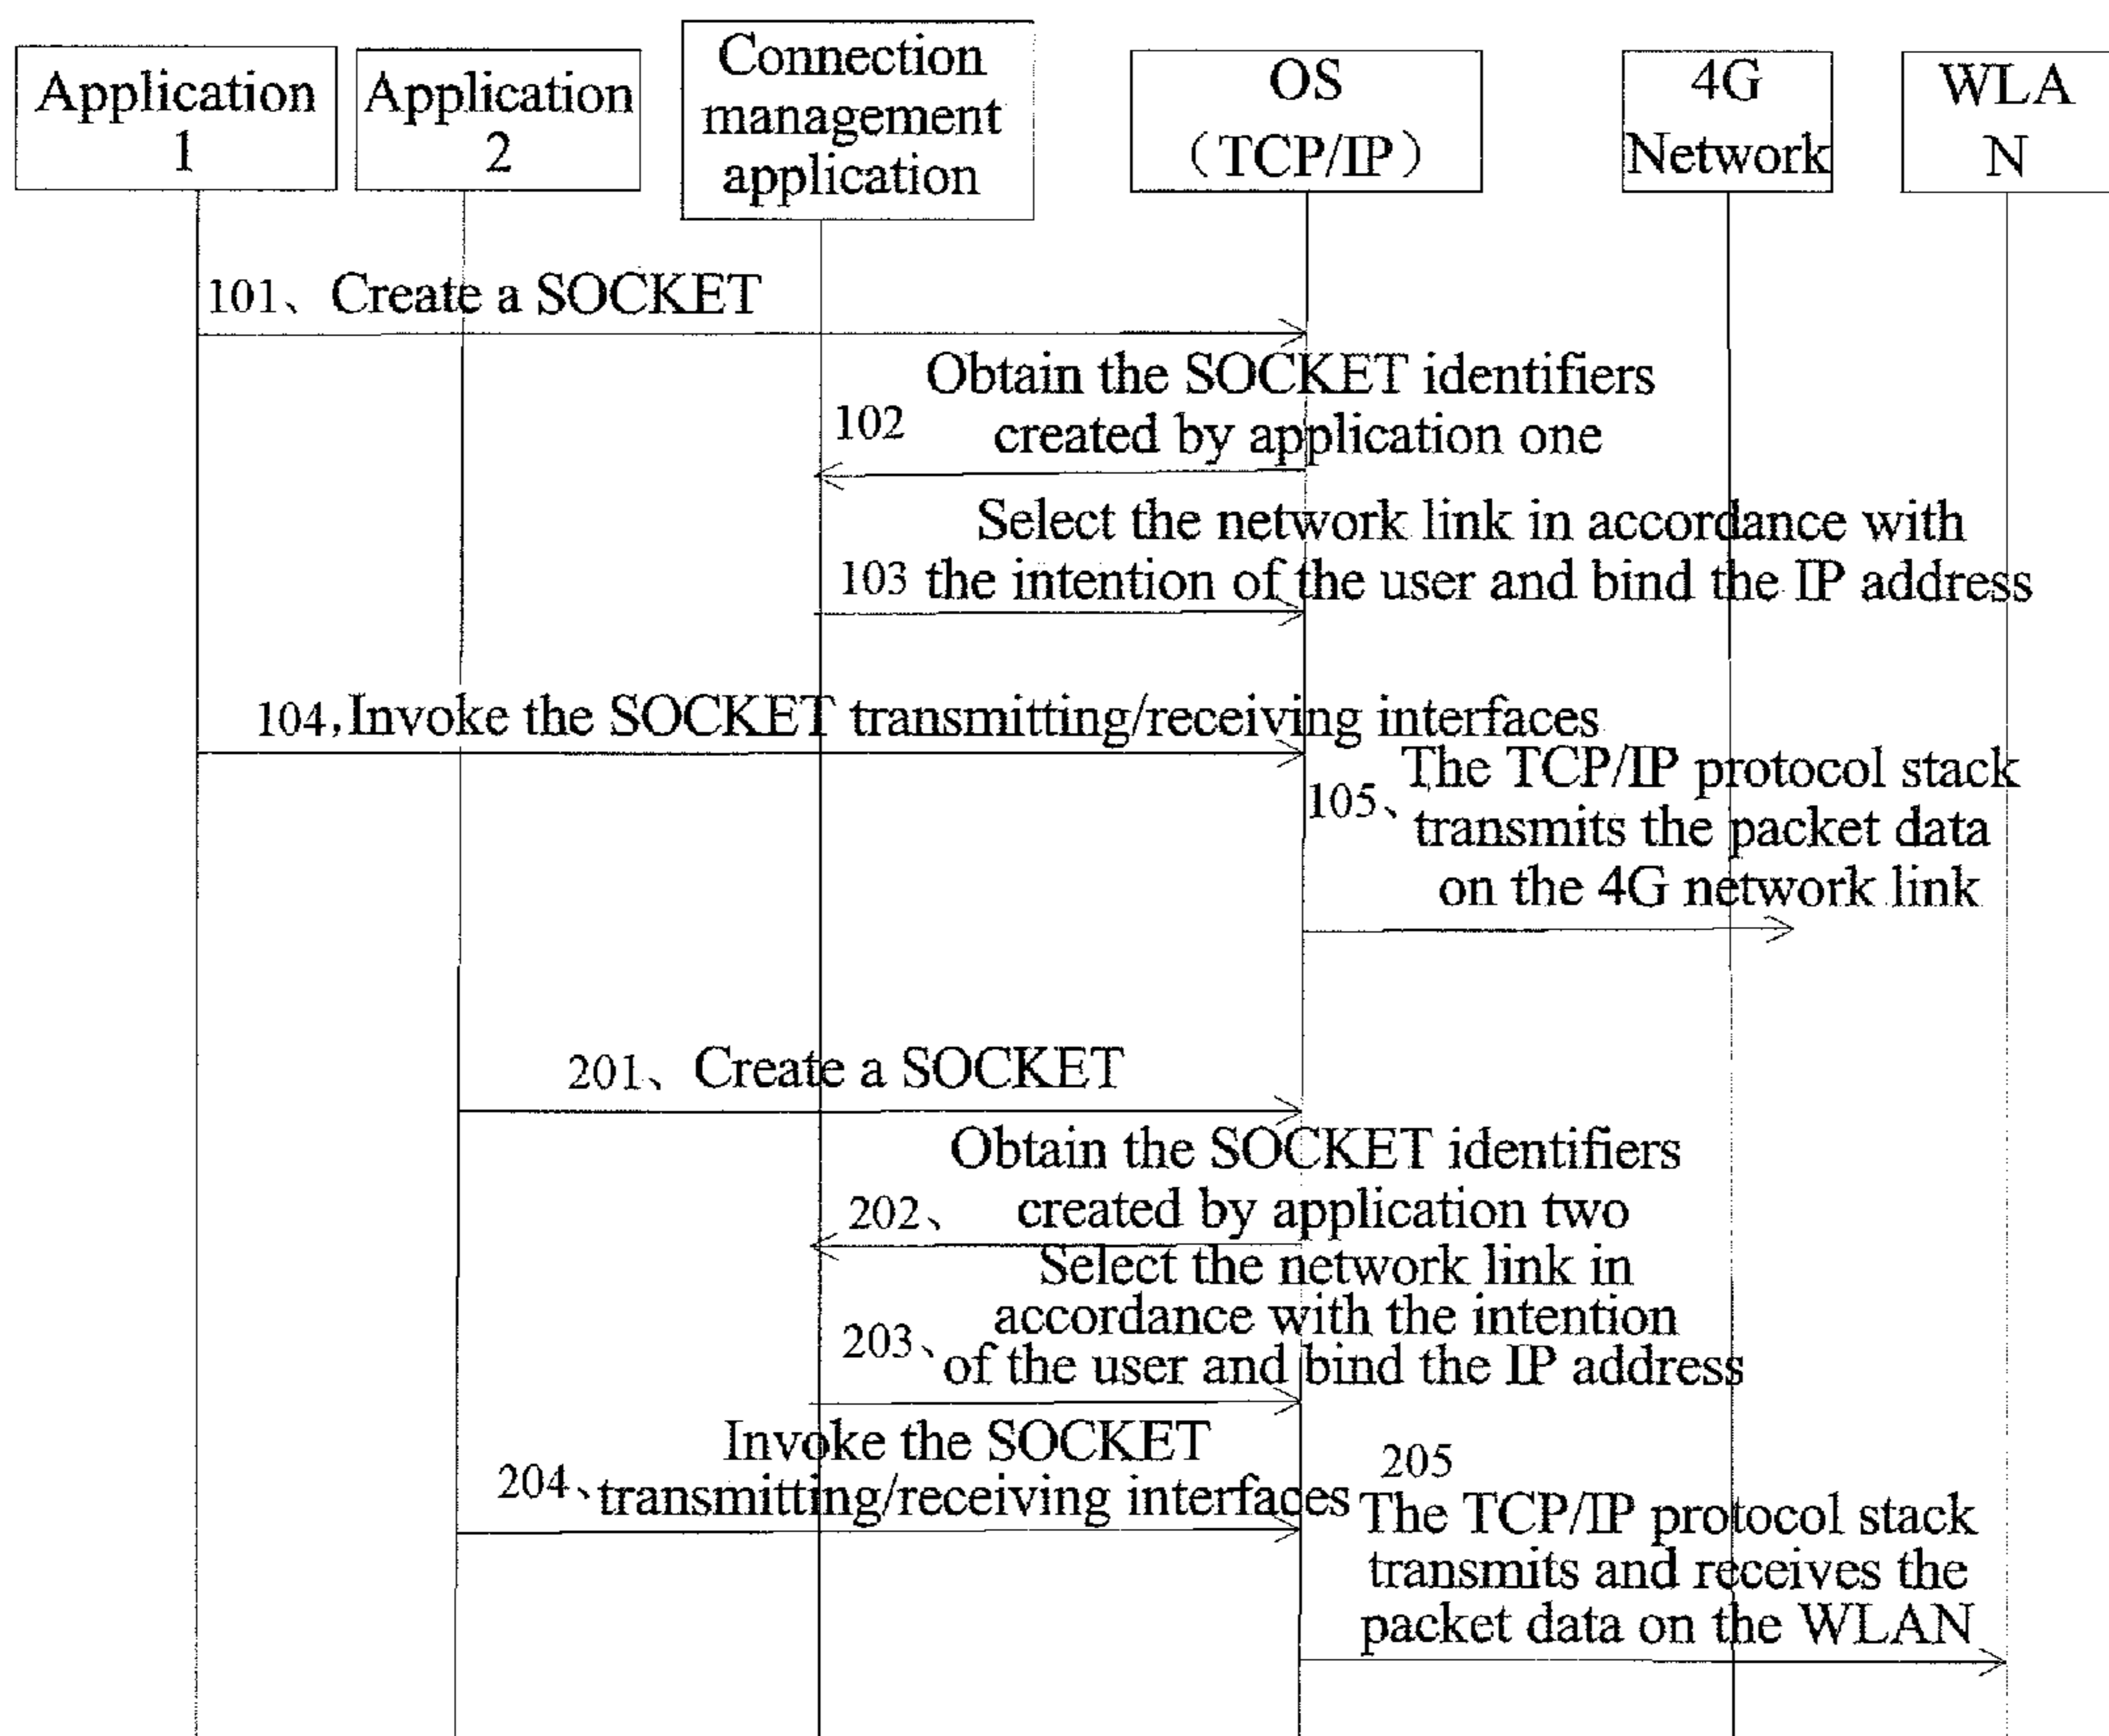 Application
1
Application
2
Connection
management
application
OS
（TCP/IP）
4G
Network
WLA
N
101、Create a SOCKET
Obtain the SOCKET identifiers
102 created by application one
Select the network link in accordance with
103 the intention of the user and bind the IP address
104,Invoke the SOCKET transmitting/receiving interfaces
The TCP/IP protocol stack
105、transmits the packet data
on the 4G network link
201、Create a SOCKET
Obtain the SOCKET identifiers
202、created by application two
Select the network link in
accordance with the intention
203、of the user and bind the IP address
Invoke the SOCKET
204、transmitting/receiving interfaces
205
The TCP/IP protocol stack
transmits and receives the
packet data on the WLAN